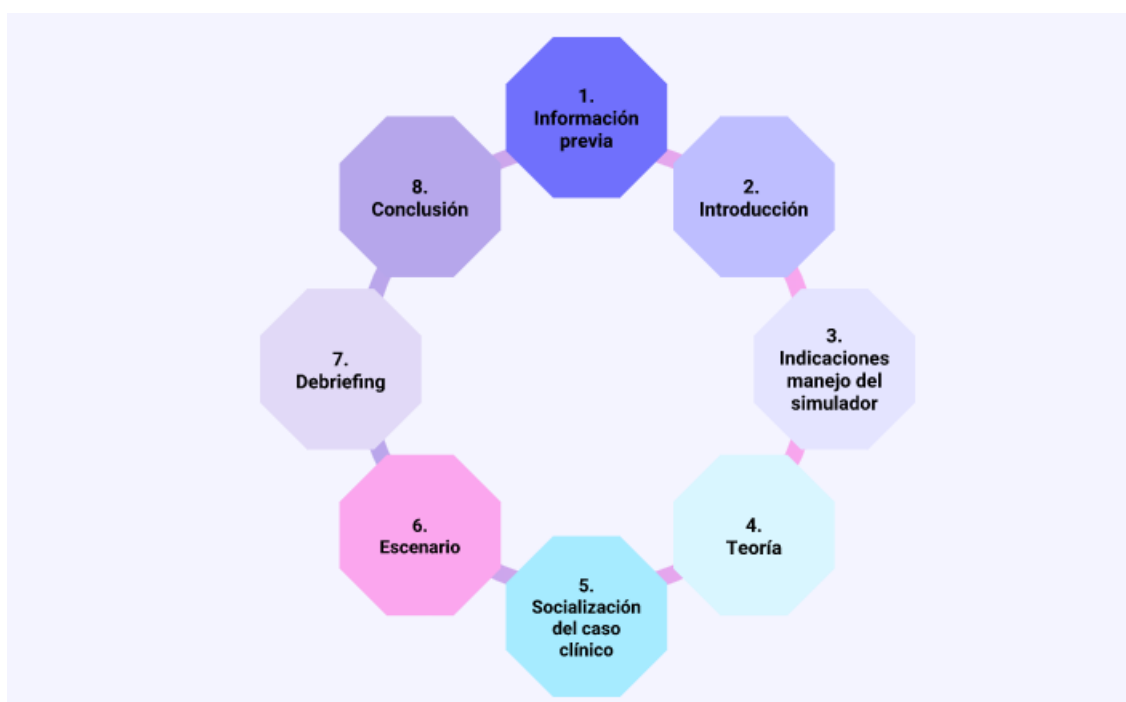 1.
Información
previa
2.
Introducción
3.
Indicaciones
manejo del
simulador
4.
Teoría
5.
Socialización
del caso
clínico
6.
Escenario
7.
Debriefing
8.
Conclusión